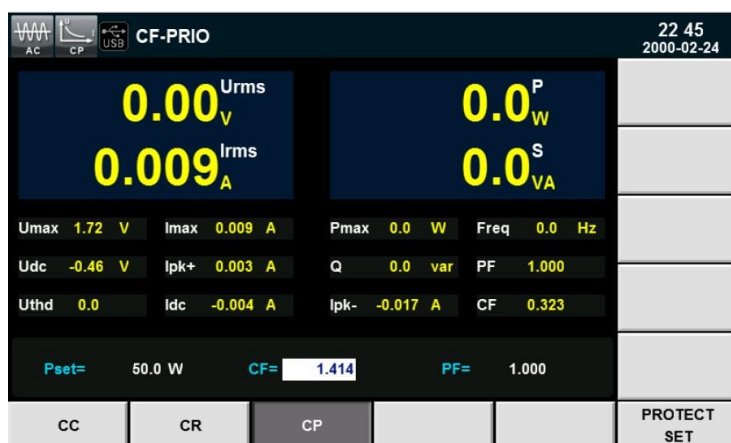 AC CP U I USB CF-PRIO 22 45
2000-02-24
0.00 Urms V 0.0 P W
0.009 Irms A 0.0 S VA
Umax 1.72 V Imax 0.009 A Pmax 0.0 W Freq 0.0 Hz
Udc -0.46 V Ipk+ 0.003 A Q 0.0 var PF 1.000
Uthd 0.0 Idc -0.004 A Ipk- -0.017 A CF 0.323
Pset= 50.0 W CF= 1.414 PF= 1.000
CC CR CP PROTECT
SET